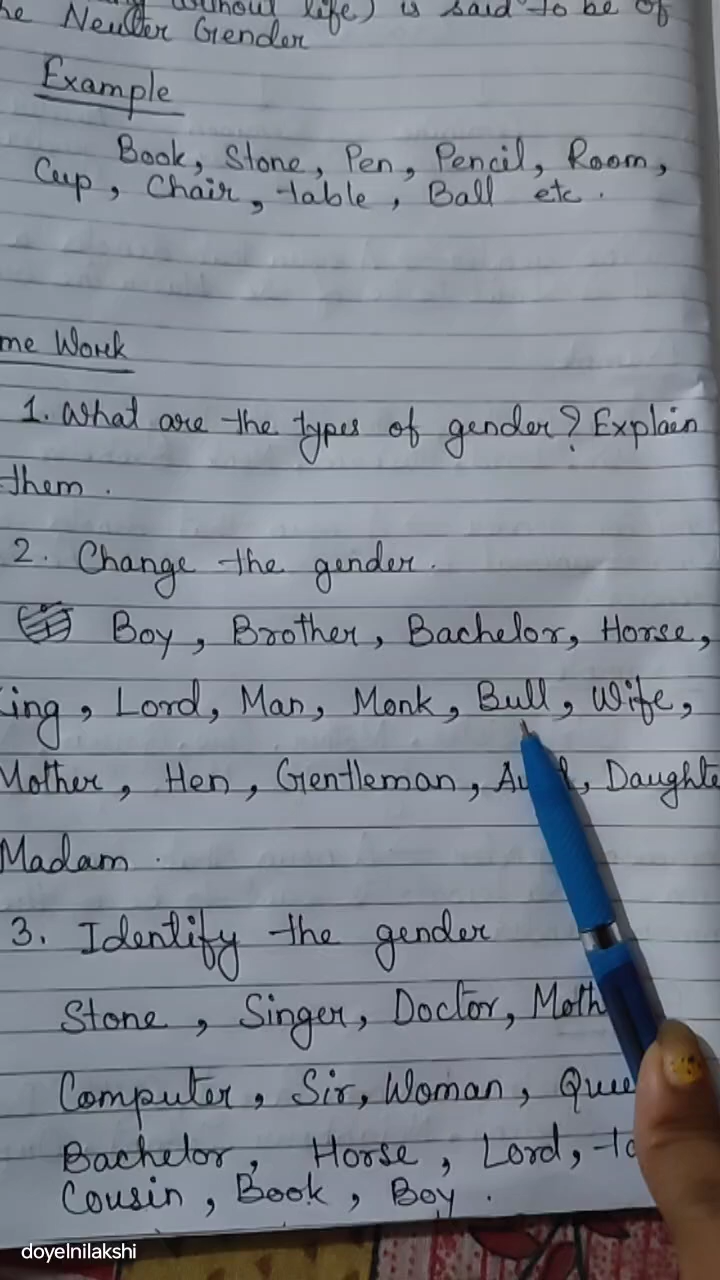 he Neuter Gender
without life) is said to be of
Example
Book, Stone, Pen, Pencil, Room,
Cup, Chair, table, Ball etc.
me Work
1. What are the types of gender? Explain
them.
2. Change the gender.
Boy, Brother, Bachelor, Horse,
ing, Lord, Man, Monk, Bull, Wife,
Mother, Hen, Gentleman, Daughte
Madam.
3. Identify the gender
Stone, Singer, Doctor, Moth
Computer, Sir, Woman, Que
Bachelor, Horse, Lord,
Cousin, Book, Boy.
doyelnilakshi